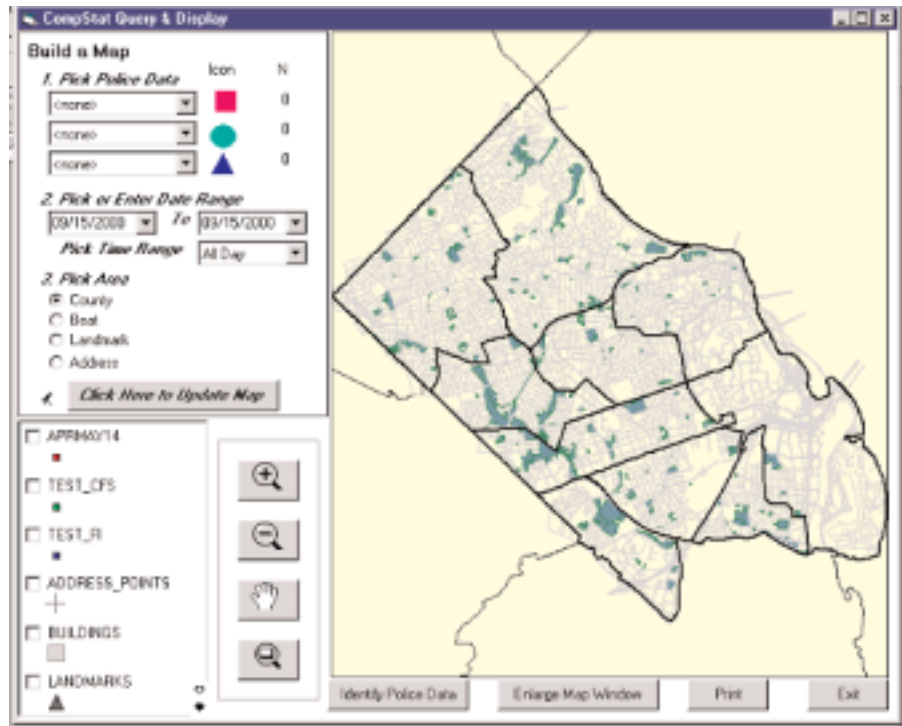 CompStat Query & Display
Build a Map
Icon N
1. Pick Police Data
<none> 0
<none> 0
<none> 0
2. Pick or Enter Date Range
09/15/2000 To 09/15/2000
Pick Time Range All Day
3. Pick Area
County
Beat
Landmark
Address
4. Click Here to Update Map
APRMAY14
TEST_CFS
TEST_FI
ADDRESS_POINTS
BUILDINGS
LANDMARKS
Identify Police Data Enlarge Map Window Print Exit